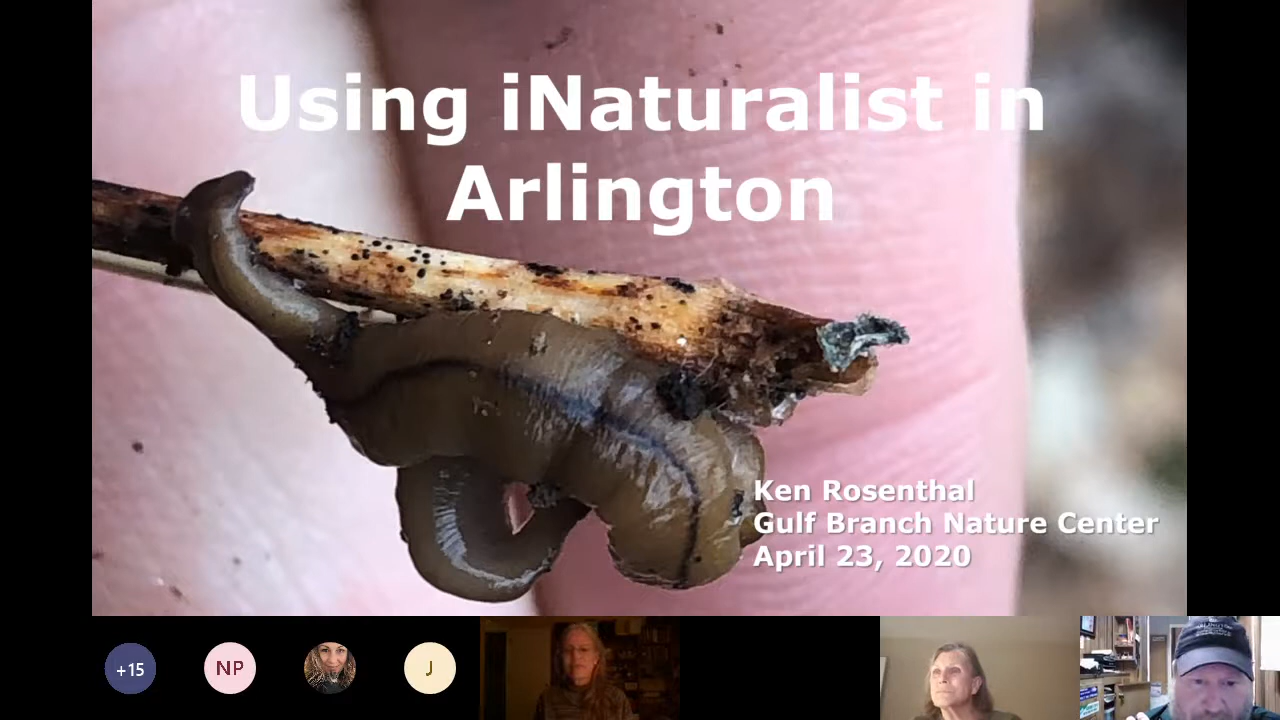 Using iNaturalist in
Arlington
Ken Rosenthal
Gulf Branch Nature Center
April 23, 2020
+15
NP
J